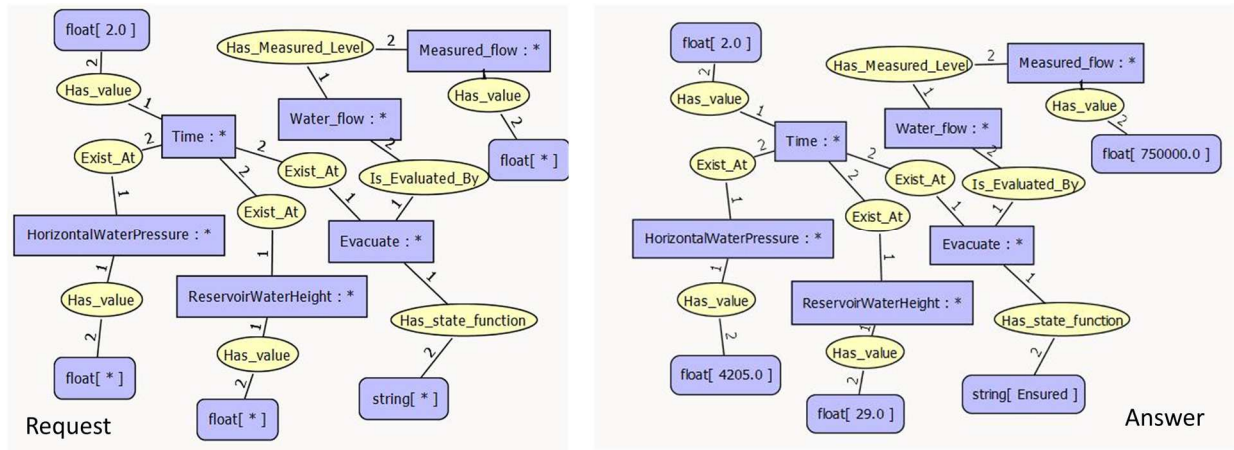 float[ 2.0 ]
Has_Measured_Level
2
Measured_flow : *
2
1
1
Has_value
1
Has_value
Water_flow : *
2
Time : *
2
2
2
float[ * ]
Exist_At
2
Exist_At
Is_Evaluated_By
1
1
1
Exist_At
HorizontalWaterPressure : *
1
Evacuate : *
1
1
ReservoirWaterHeight : *
Has_value
1
Has_state_function
2
Has_value
2
float[ * ]
2
string[ * ]
float[ * ]
Request
float[ 2.0 ]
Has_Measured_Level
2
Measured_flow : *
2
1
1
Has_value
1
Has_value
Water_flow : *
2
Time : *
2
2
2
float[ 750000.0 ]
Exist_At
2
Exist_At
Is_Evaluated_By
1
1
1
Exist_At
HorizontalWaterPressure : *
1
Evacuate : *
1
1
ReservoirWaterHeight : *
Has_value
1
Has_state_function
2
Has_value
2
float[ 4205.0 ]
2
string[ Ensured ]
float[ 29.0 ]
Answer